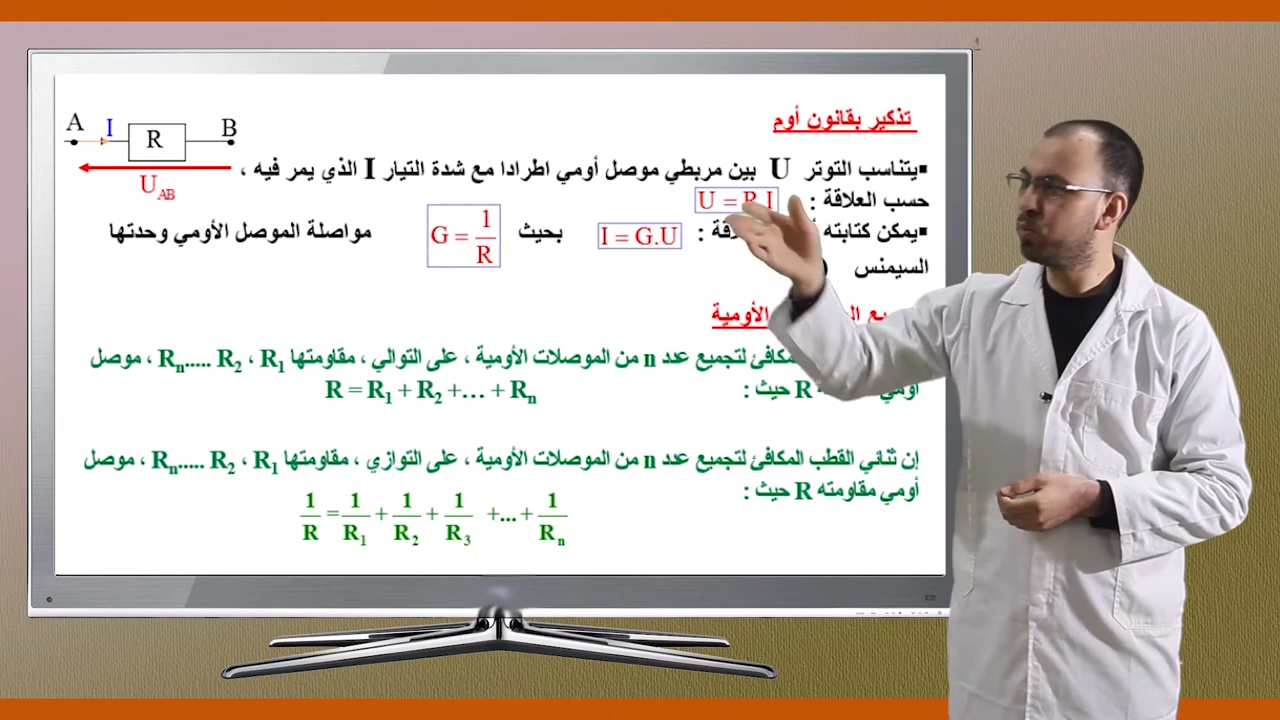 تذكير بقانون أوم
A I R B
U_AB
▪يتناسب التوتر U بين مربطي موصل أومي اطرادا مع شدة التيار I الذي يمر فيه ،
حسب العلاقة : U = R.I
▪يمكن كتابته : I = G.U بحيث G = 1/R مواصلة الموصل الأومي وحدتها
السيمنس
الأومية
المكافئ لتجميع عدد n من الموصلات الأومية ، على التوالي ، مقاومتها R₁ ، R₂ .....Rₙ ، موصل
أومي R حيث : R = R₁ + R₂ +… + Rₙ
إن ثنائي القطب المكافئ لتجميع عدد n من الموصلات الأومية ، على التوازي ، مقاومتها R₁ ، R₂ .....Rₙ ، موصل
أومي مقاومته R حيث :
1/R = 1/R₁ + 1/R₂ + 1/R₃ +...+ 1/Rₙ